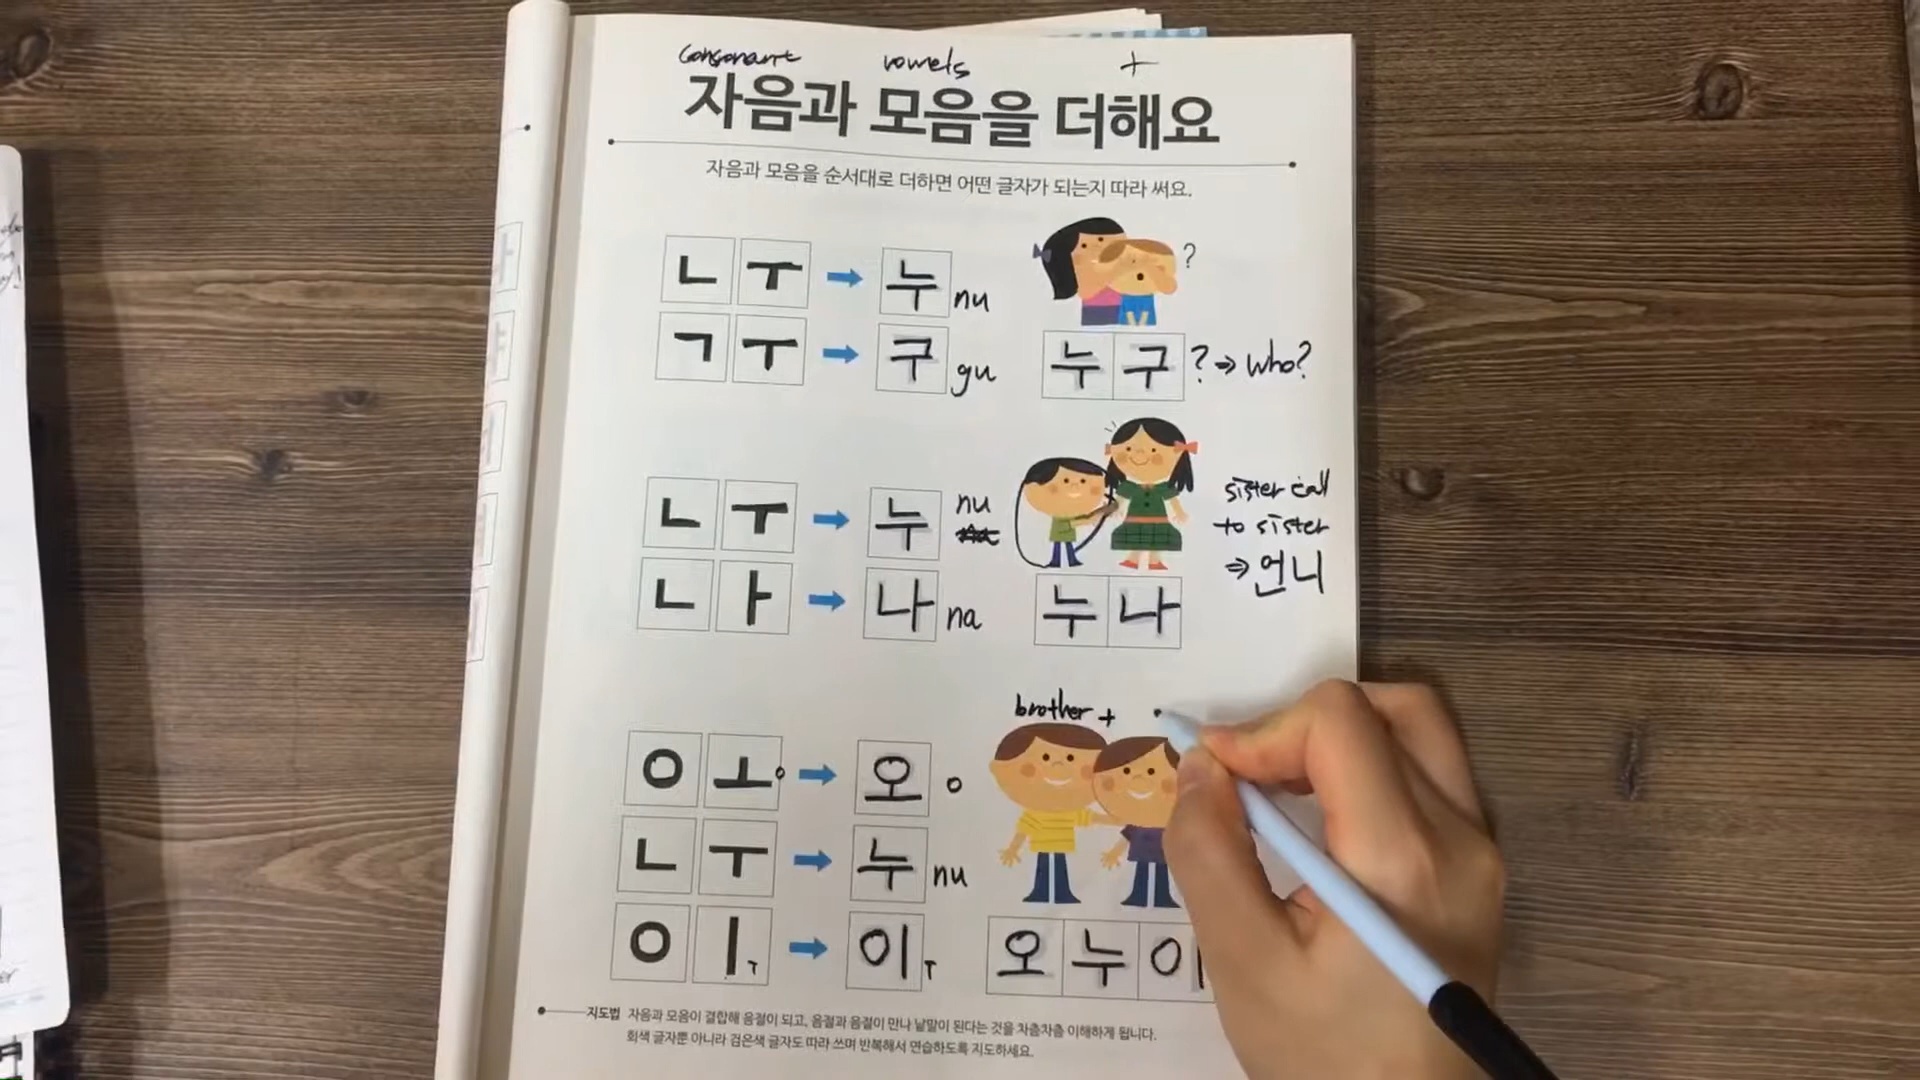 consonant vowels +
자음과 모음을 더해요
자음과 모음을 순서대로 더하면 어떤 글자가 되는지 따라 써요.
ㄴ ㅜ 누 nu ?
ㄱ ㅜ 구 gu 누구 ? ⇒ who?
ㄴ ㅜ 누 nu
ㄴ ㅏ 나 na 누나
sister call
to sister
⇒ 언니
brother +
ㅇ ㅗ o 오 o
ㄴ ㅜ 누 nu
ㅇ ㅣ 이 오누이
지도법 자음과 모음이 결합해 음절이 되고, 음절과 음절이 만나 낱말이 된다는 것을 차츰차츰 이해하게 됩니다.
회색 글자뿐 아니라 검은색 글자도 따라 쓰며 반복해서 연습하도록 지도하세요.